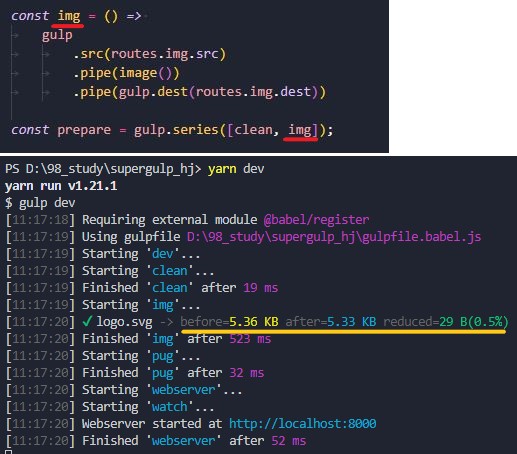 const img = () =>
gulp
.src(routes.img.src)
.pipe(image())
.pipe(gulp.dest(routes.img.dest))
const prepare = gulp.series([clean, img]);
PS D:\98_study\supergulp_hj> yarn dev
yarn run v1.21.1
$ gulp dev
[11:17:18] Requiring external module @babel/register
[11:17:19] Using gulpfile D:\98_study\supergulp_hj\gulpfile.babel.js
[11:17:19] Starting 'dev'...
[11:17:19] Starting 'clean'...
[11:17:19] Finished 'clean' after 19 ms
[11:17:19] Starting 'img'...
[11:17:20] ✓ logo.svg -> before=5.36 KB after=5.33 KB reduced=29 B(0.5%)
[11:17:20] Finished 'img' after 523 ms
[11:17:20] Starting 'pug'...
[11:17:20] Finished 'pug' after 32 ms
[11:17:20] Starting 'webserver'...
[11:17:20] Starting 'watch'...
[11:17:20] Webserver started at http://localhost:8000
[11:17:20] Finished 'webserver' after 52 ms